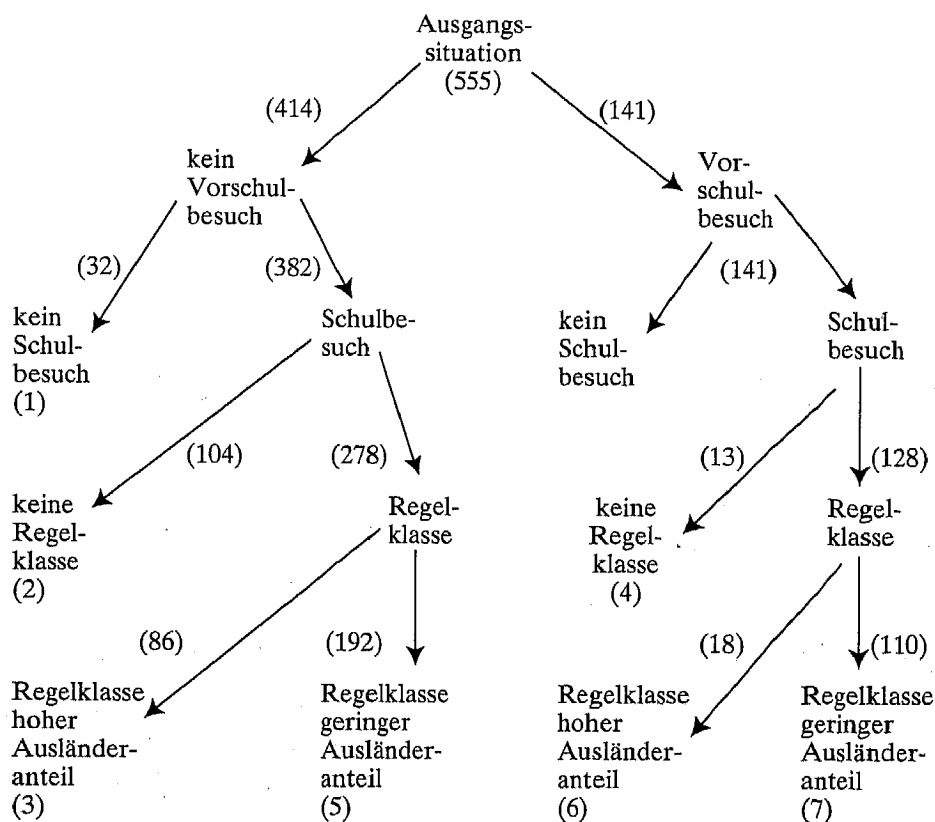 Ausgangs-
situation
(555)
(414)
(141)
kein
Vorschul-
besuch
Vor-
schul-
besuch
(32)
(382)
(141)
kein
Schul-
besuch
(1)
Schulbe-
such
kein
Schul-
besuch
Schul-
besuch
(104)
(278)
(13)
(128)
keine
Regel-
klasse
(2)
Regel-
klasse
keine
Regel-
klasse
(4)
Regel-
klasse
(86)
(192)
(18)
(110)
Regelklasse
hoher
Ausländer-
anteil
(3)
Regelklasse
geringer
Ausländer-
anteil
(5)
Regelklasse
hoher
Ausländer-
anteil
(6)
Regelklasse
geringer
Ausländer-
anteil
(7)